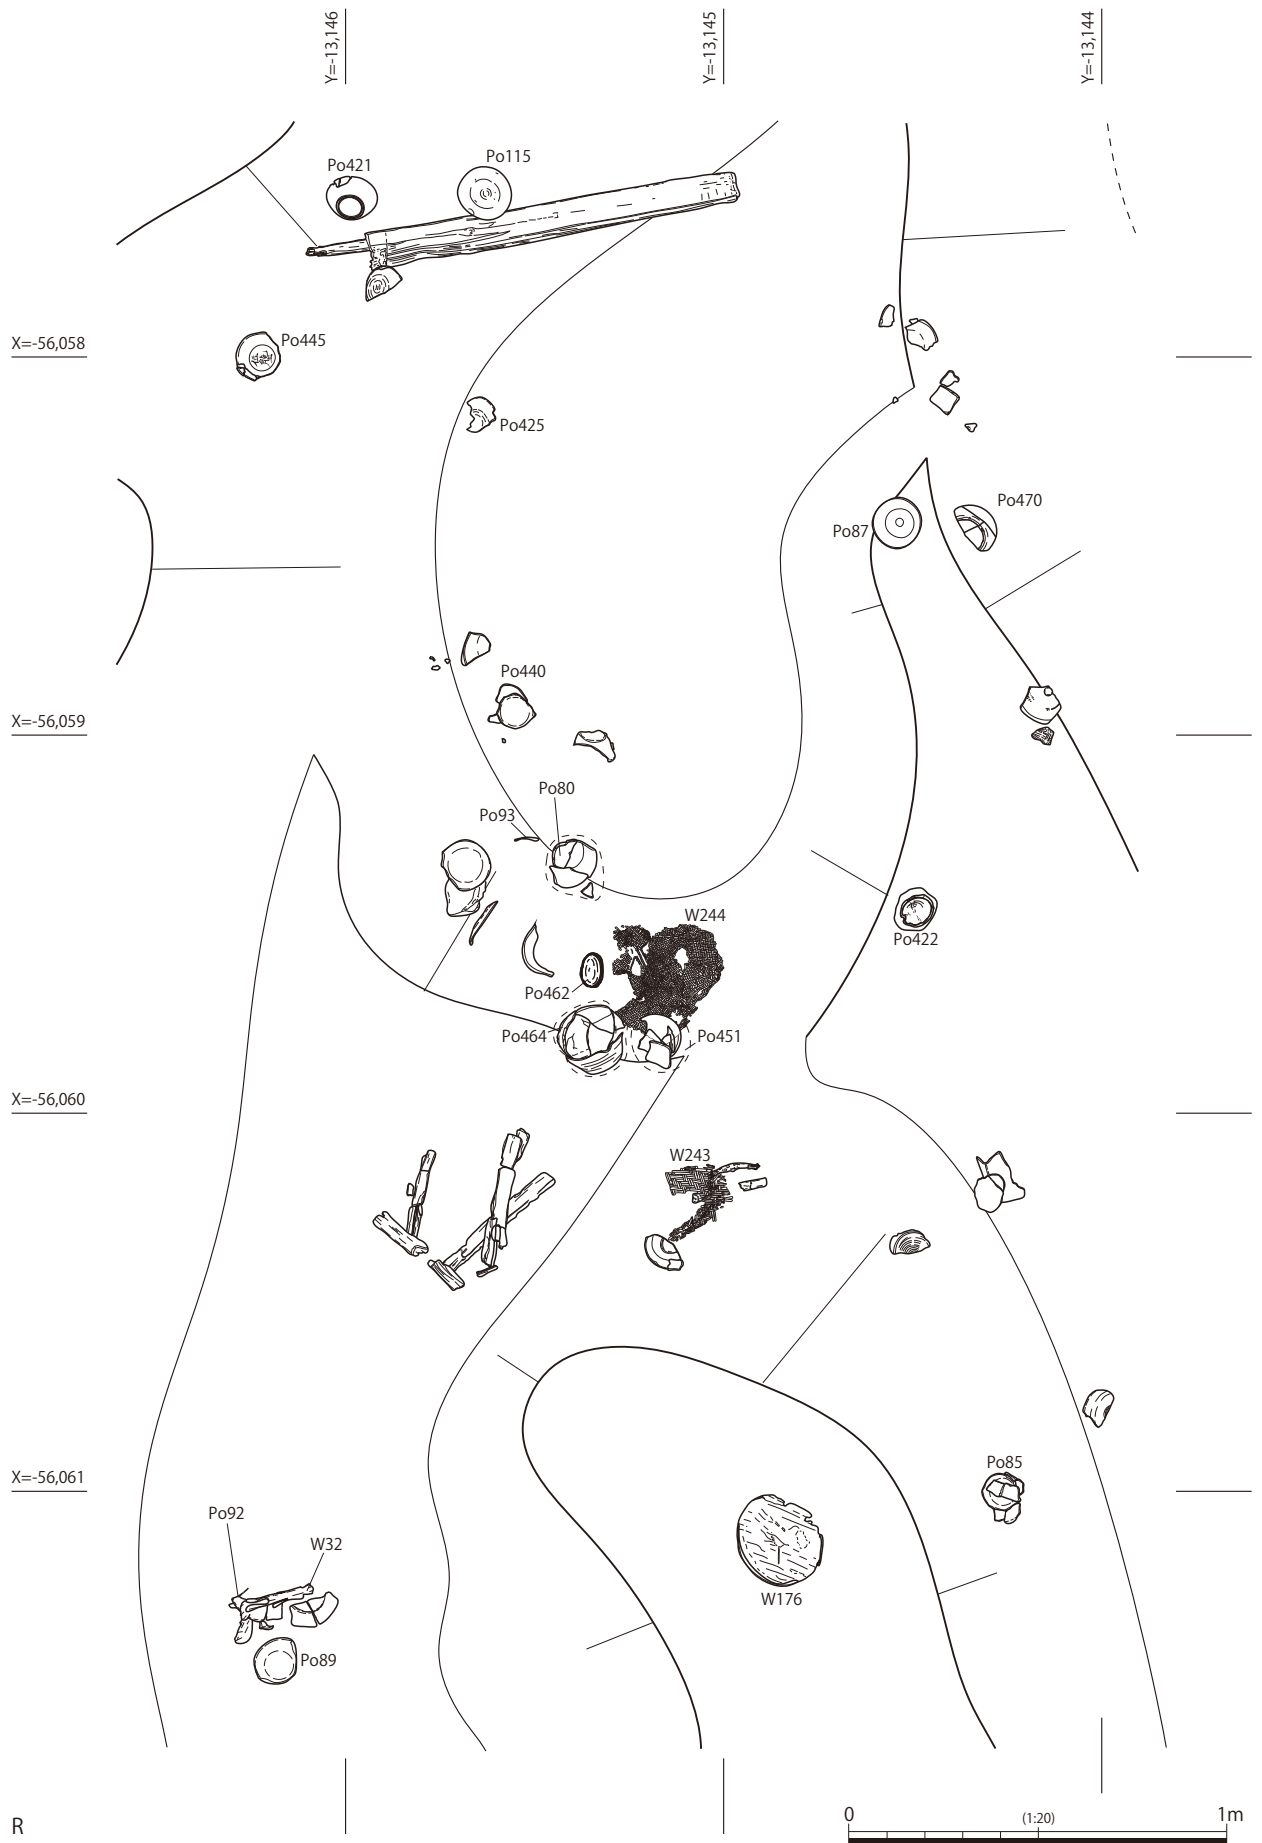 Y=-13,146
Y=-13,145
Y=-13,144
Po421
Po115
X=-56,058
Po445
Po425
Po470
Po87
Po440
X=-56,059
Po80
Po93
W244
Po422
Po462
Po464
Po451
X=-56,060
W243
Po85
X=-56,061
Po92
W32
W176
Po89
R
0
(1:20)
1m